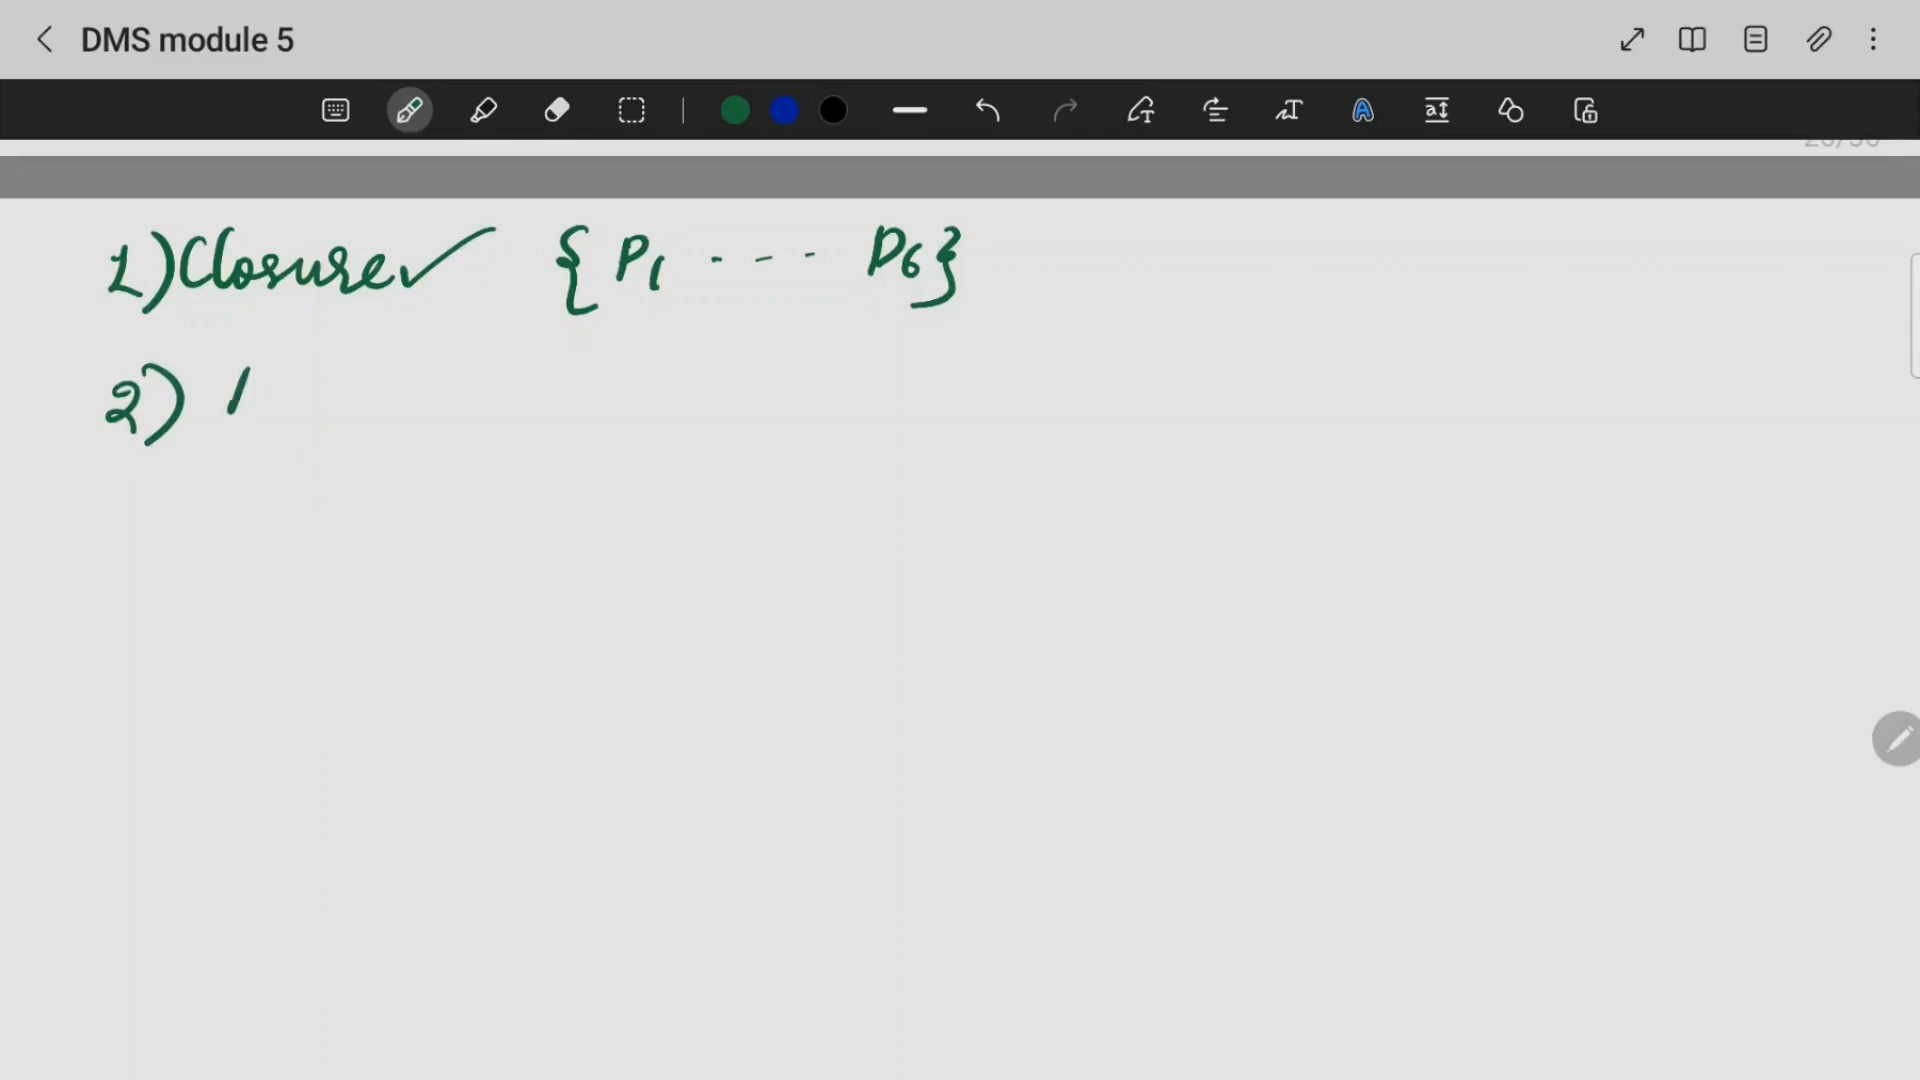 DMS module 5
1) Closure ✓ { P1 - - - P6 }
2)